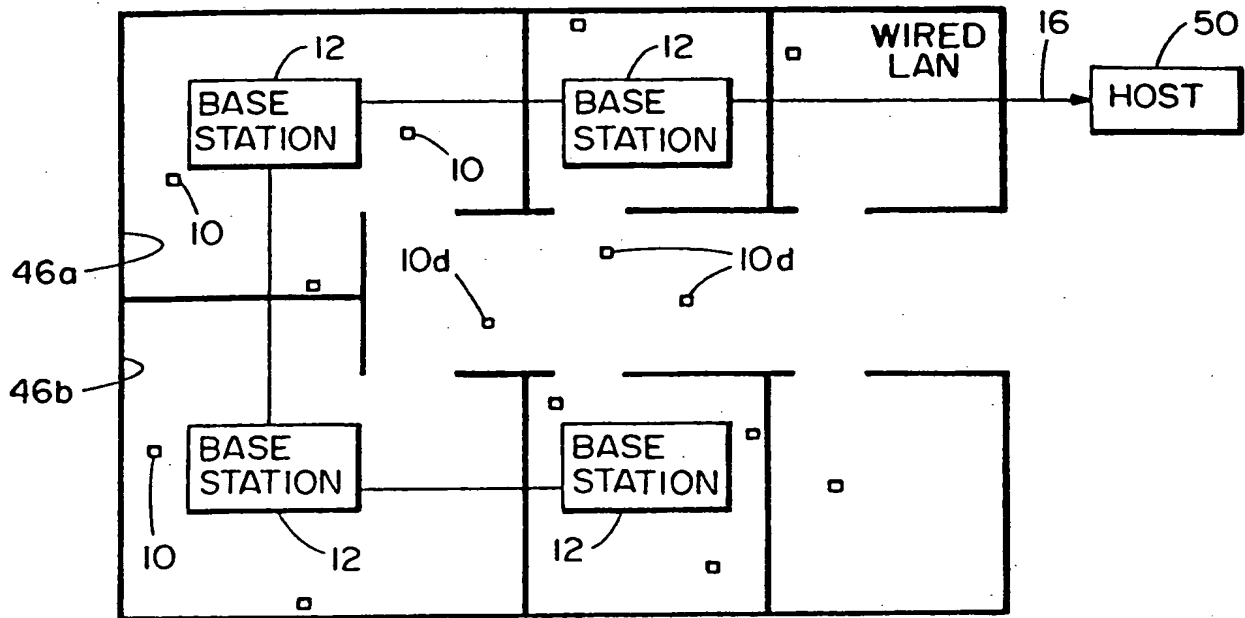 12
12
16
50
WIRED
LAN
BASE
STATION
BASE
STATION
HOST
10
10
46a
10d
10d
46b
BASE
STATION
BASE
STATION
10
12
12